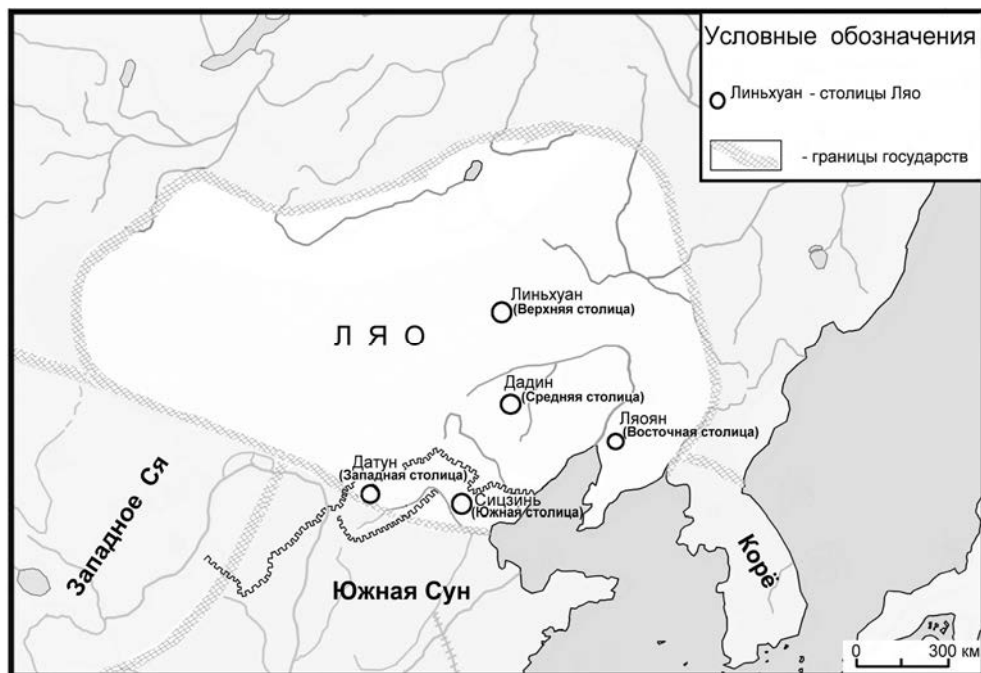 Условные обозначения
Линьхуан - столицы Ляо
- границы государств
Линьхуан
(Верхняя столица)
ЛЯО
Дадин
(Средняя столица)
Ляоян
(Восточная столица)
Датун
(Западная столица)
Сицзинь
(Южная столица)
Западное Ся
Южная Сун
Корё
0 300 км